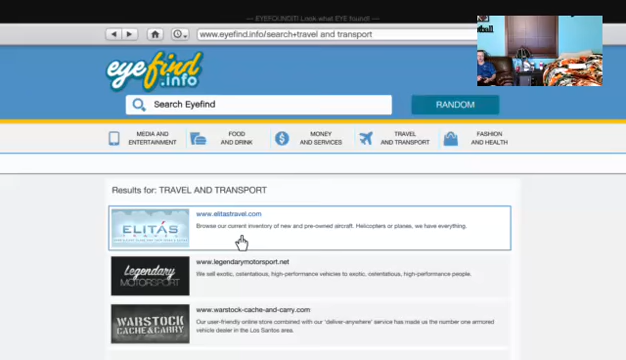 — EYEFOUNDIT! Look what EYE found! —
www.eyefind.info/search+travel and transport
eyefind
.info
Search Eyefind
RANDOM
MEDIA AND
ENTERTAINMENT
FOOD
AND DRINK
MONEY
AND SERVICES
TRAVEL
AND TRANSPORT
FASHION
AND HEALTH
Results for: TRAVEL AND TRANSPORT
ELITÁS
TRAVEL
www.elitastravel.com
Browse our current inventory of new and pre-owned aircraft. Helicopters or planes, we have everything.
Legendary
MOTORSPORT
www.legendarymotorsport.net
We sell exotic, ostentatious, high-performance vehicles to exotic, ostentatious, high-performance people.
WARSTOCK
CACHE & CARRY
www.warstock-cache-and-carry.com
Our user-friendly online store combined with our 'deliver-anywhere' service has made us the number one armored
vehicle dealer in the Los Santos area.